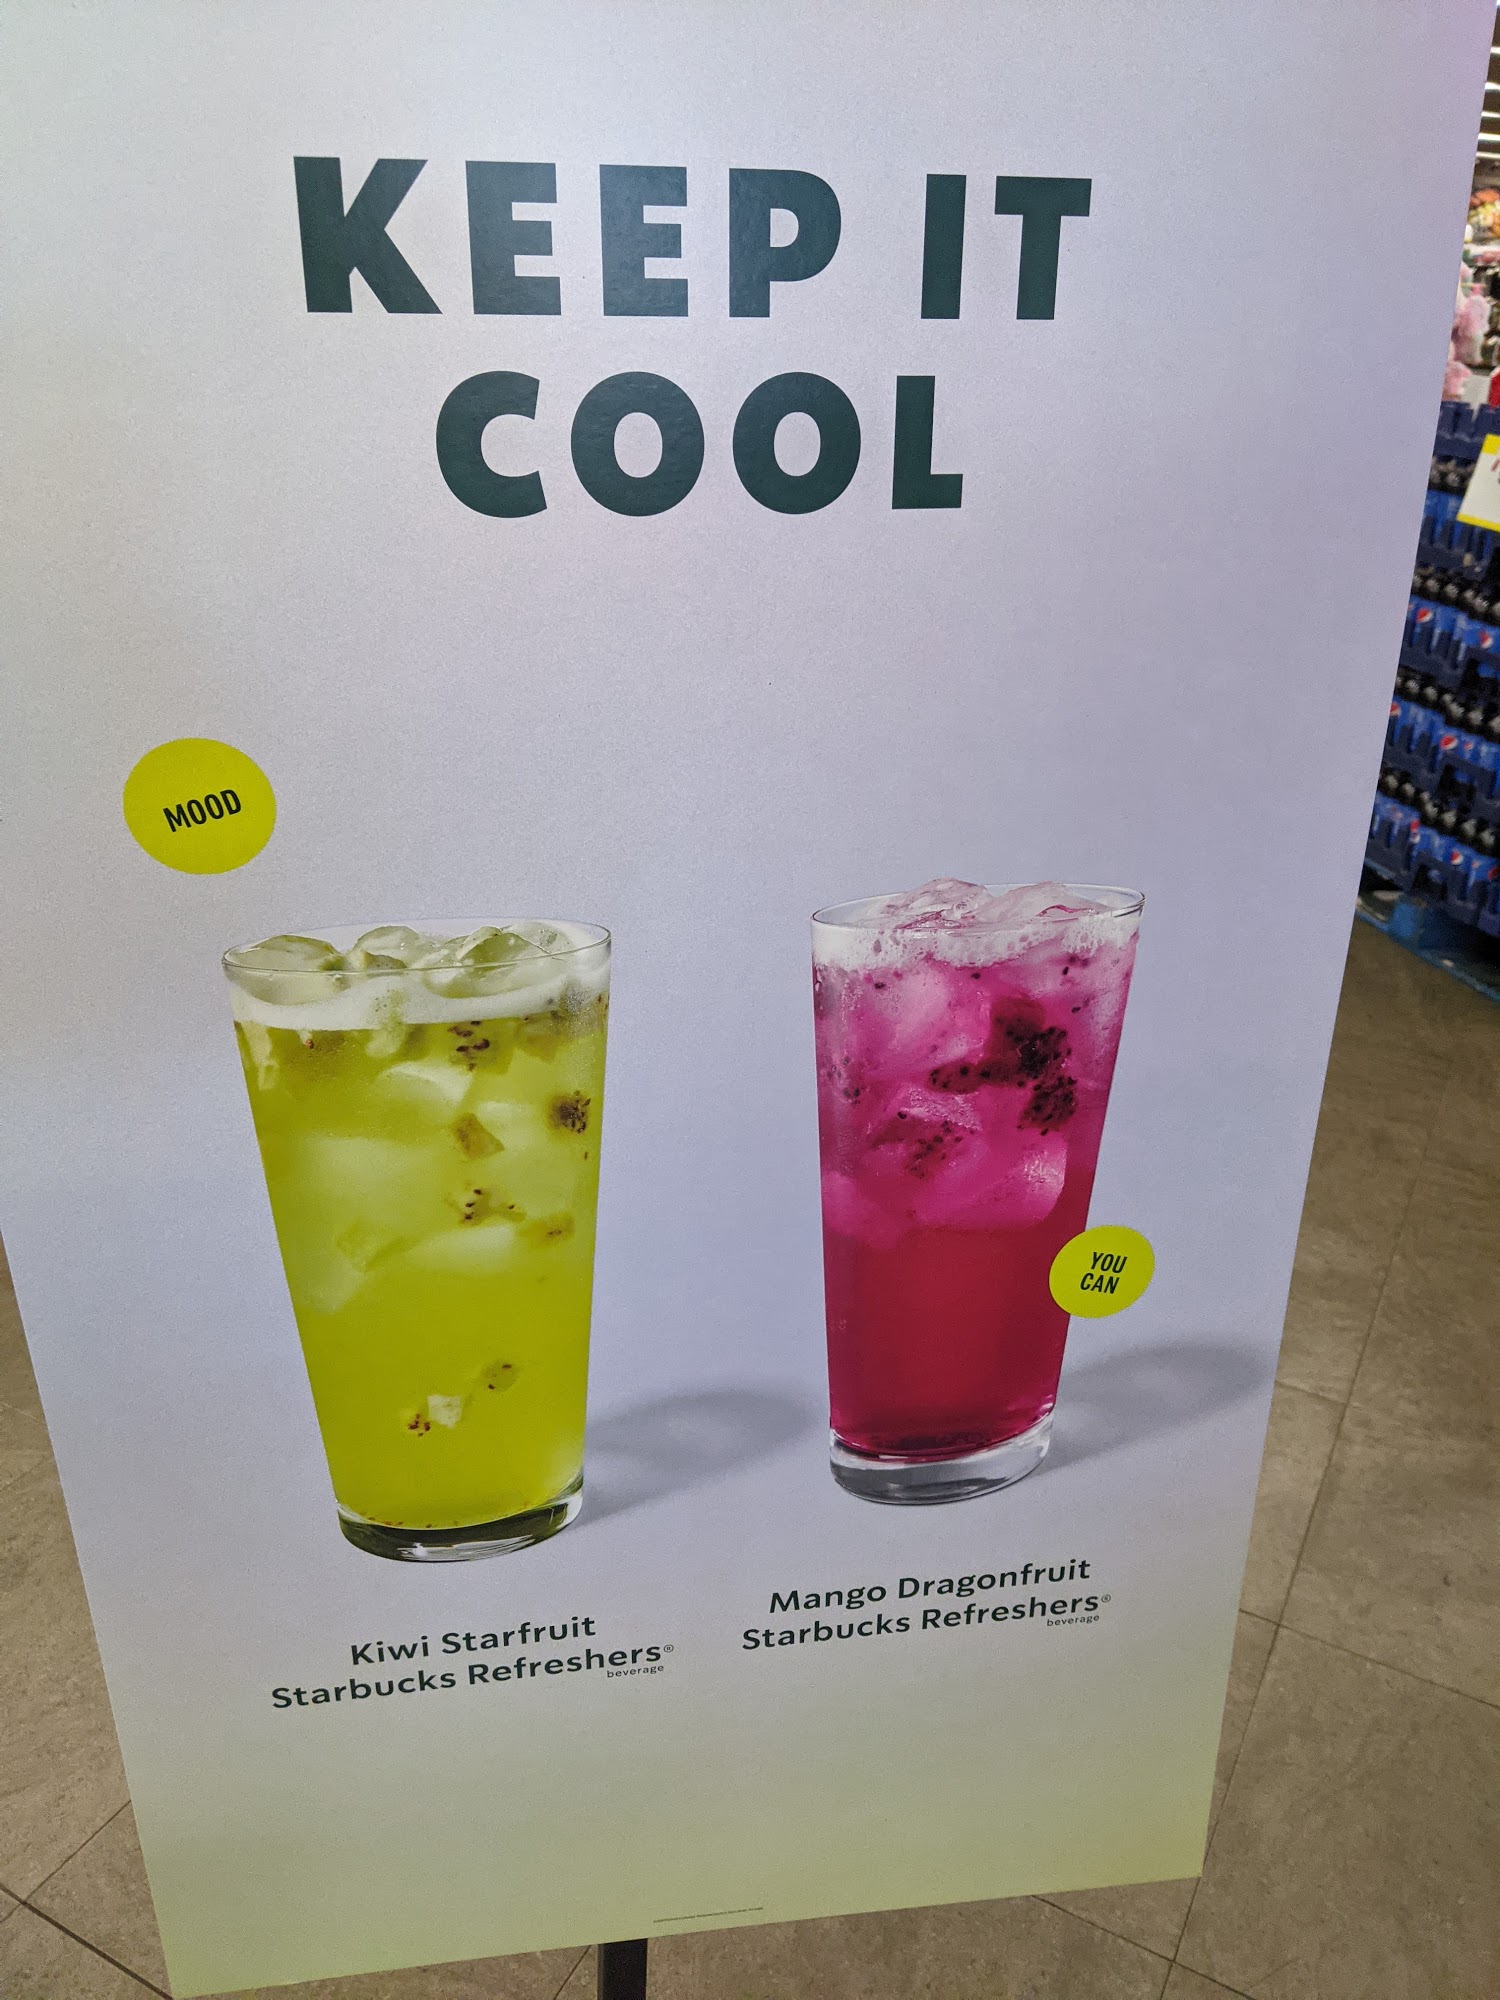 KEEP IT
COOL
MOOD
YOU
CAN
Kiwi Starfruit
Starbucks Refreshers®
beverage
Mango Dragonfruit
Starbucks Refreshers®
beverage